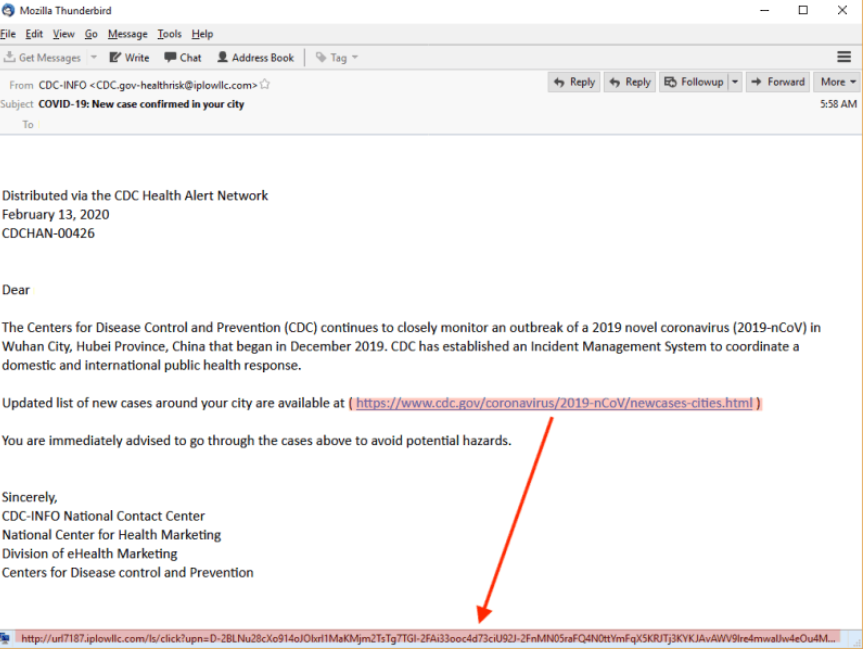 Mozilla Thunderbird
File Edit View Go Message Tools Help
Get Messages Write Chat Address Book Tag
From CDC-INFO <CDC.gov-healthrisk@iplowllc.com> Reply Reply Followup Forward More
Subject COVID-19: New case confirmed in your city 5:58 AM
To
Distributed via the CDC Health Alert Network
February 13, 2020
CDCHAN-00426
Dear
The Centers for Disease Control and Prevention (CDC) continues to closely monitor an outbreak of a 2019 novel coronavirus (2019-nCoV) in
Wuhan City, Hubei Province, China that began in December 2019. CDC has established an Incident Management System to coordinate a
domestic and international public health response.
Updated list of new cases around your city are available at ( https://www.cdc.gov/coronavirus/2019-nCoV/newcases-cities.html )
You are immediately advised to go through the cases above to avoid potential hazards.
Sincerely,
CDC-INFO National Contact Center
National Center for Health Marketing
Division of eHealth Marketing
Centers for Disease control and Prevention
http://url7187.iplowllc.com/ls/click?upn=